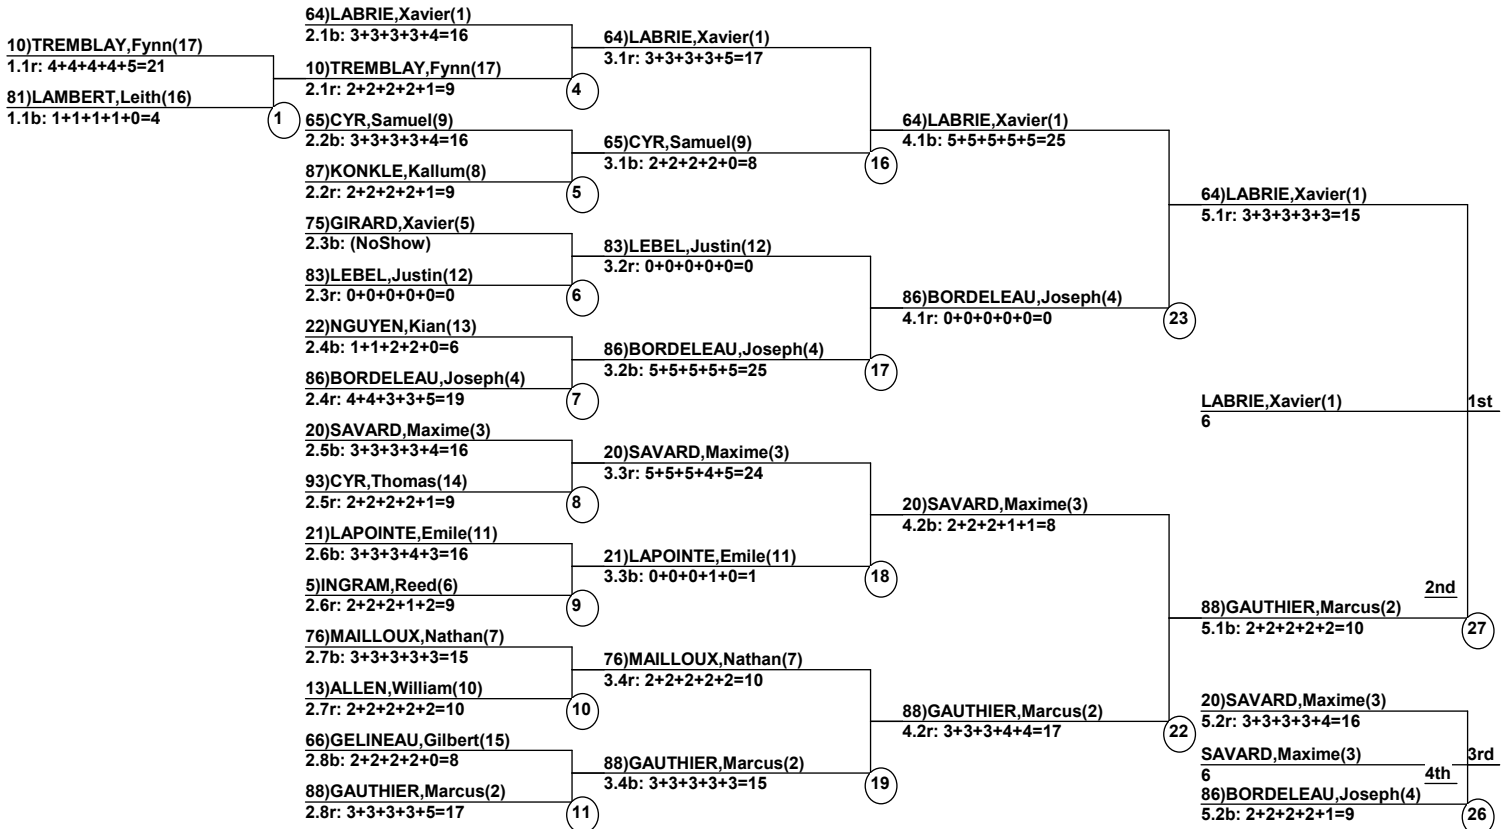 10)TREMBLAY,Fynn(17)
1.1r: 4+4+4+4+5=21
81)LAMBERT,Leith(16)
1.1b: 1+1+1+1+0=4
1
64)LABRIE,Xavier(1)
2.1b: 3+3+3+3+4=16
10)TREMBLAY,Fynn(17)
2.1r: 2+2+2+2+1=9
4
65)CYR,Samuel(9)
2.2b: 3+3+3+3+4=16
87)KONKLE,Kallum(8)
2.2r: 2+2+2+2+1=9
5
75)GIRARD,Xavier(5)
2.3b: (NoShow)
83)LEBEL,Justin(12)
2.3r: 0+0+0+0+0=0
6
22)NGUYEN,Kian(13)
2.4b: 1+1+2+2+0=6
86)BORDELEAU,Joseph(4)
2.4r: 4+4+3+3+5=19
7
20)SAVARD,Maxime(3)
2.5b: 3+3+3+3+4=16
93)CYR,Thomas(14)
2.5r: 2+2+2+2+1=9
8
21)LAPOINTE,Emile(11)
2.6b: 3+3+3+4+3=16
5)INGRAM,Reed(6)
2.6r: 2+2+2+1+2=9
9
76)MAILLOUX,Nathan(7)
2.7b: 3+3+3+3+3=15
13)ALLEN,William(10)
2.7r: 2+2+2+2+2=10
10
66)GELINEAU,Gilbert(15)
2.8b: 2+2+2+2+0=8
88)GAUTHIER,Marcus(2)
2.8r: 3+3+3+3+5=17
11
64)LABRIE,Xavier(1)
3.1r: 3+3+3+3+5=17
65)CYR,Samuel(9)
3.1b: 2+2+2+2+0=8
16
83)LEBEL,Justin(12)
3.2r: 0+0+0+0+0=0
86)BORDELEAU,Joseph(4)
3.2b: 5+5+5+5+5=25
17
20)SAVARD,Maxime(3)
3.3r: 5+5+5+4+5=24
21)LAPOINTE,Emile(11)
3.3b: 0+0+0+1+0=1
18
76)MAILLOUX,Nathan(7)
3.4r: 2+2+2+2+2=10
88)GAUTHIER,Marcus(2)
3.4b: 3+3+3+3+3=15
19
64)LABRIE,Xavier(1)
4.1b: 5+5+5+5+5=25
86)BORDELEAU,Joseph(4)
4.1r: 0+0+0+0+0=0
23
20)SAVARD,Maxime(3)
4.2b: 2+2+2+1+1=8
88)GAUTHIER,Marcus(2)
4.2r: 3+3+3+4+4=17
22
64)LABRIE,Xavier(1)
5.1r: 3+3+3+3+3=15
LABRIE,Xavier(1) 1st
6
2nd
88)GAUTHIER,Marcus(2)
5.1b: 2+2+2+2+2=10
27
20)SAVARD,Maxime(3)
5.2r: 3+3+3+3+4=16
SAVARD,Maxime(3) 3rd
6 4th
86)BORDELEAU,Joseph(4)
5.2b: 2+2+2+2+1=9
26